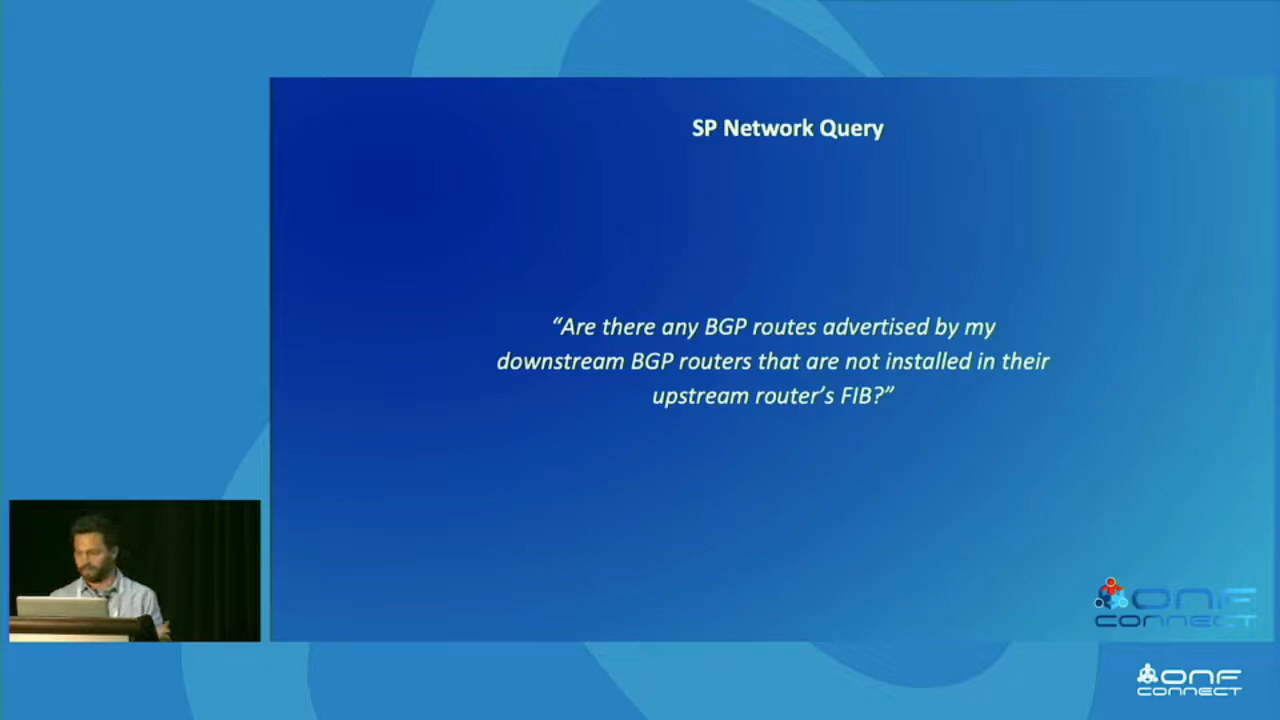 SP Network Query
“Are there any BGP routes advertised by my
downstream BGP routers that are not installed in their
upstream router’s FIB?”
ONF
CONNECT
ONF
CONNECT